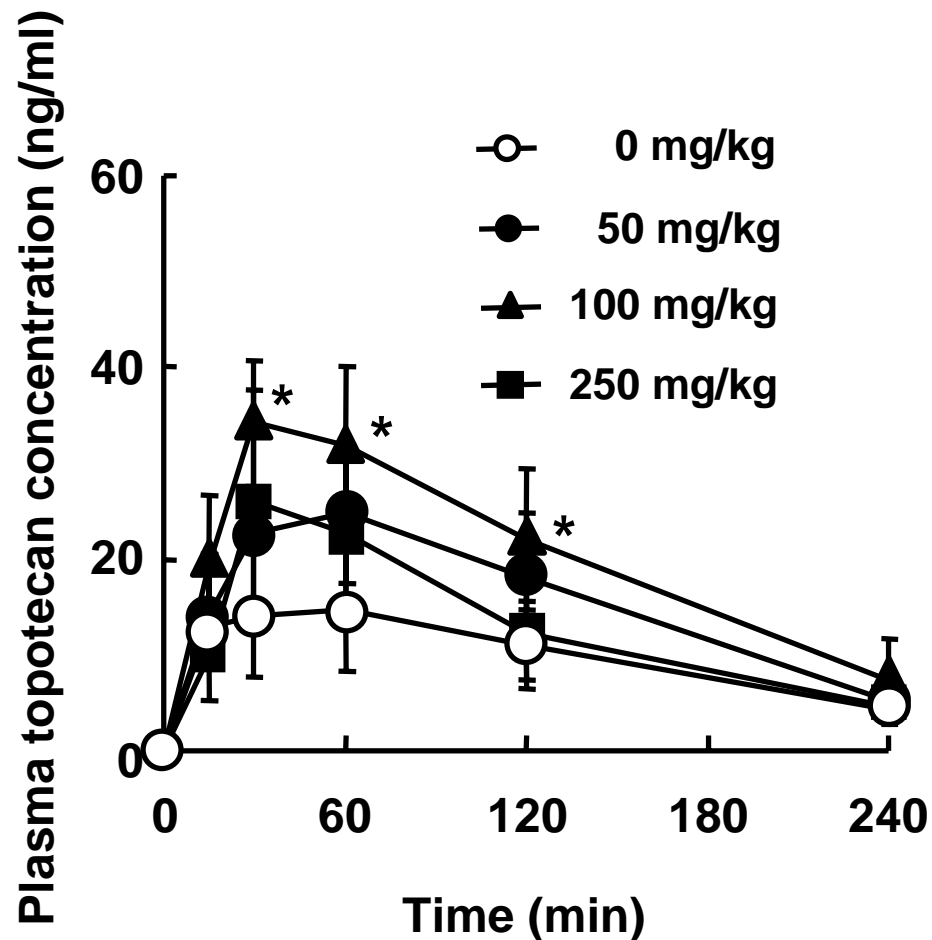 Plasma topotecan concentration (ng/ml)
0 mg/kg
50 mg/kg
100 mg/kg
250 mg/kg
60
40
20
0
*
*
*
0 60 120 180 240
Time (min)